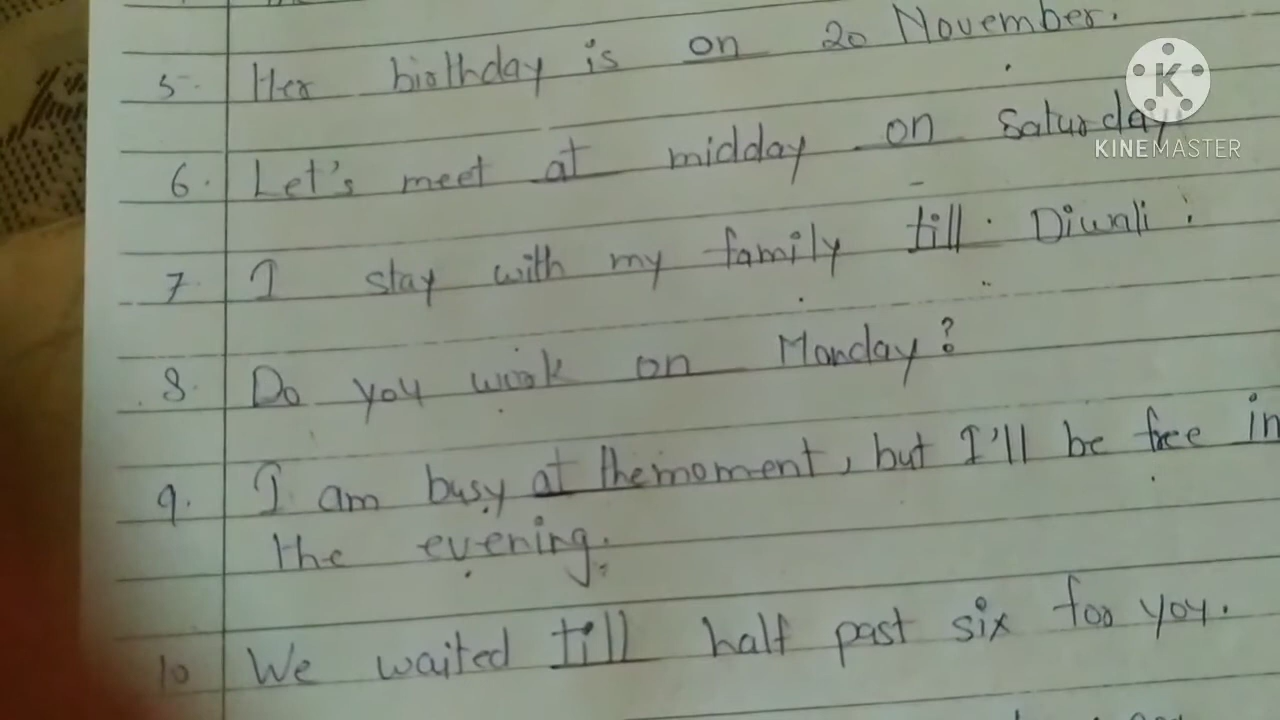 5. Her birthday is on 20 November.
6. Let's meet at midday on Saturday
7. I stay with my family till Diwali.
8. Do you work on Monday?
9. I am busy at the moment, but I'll be free in
the evening.
10 We waited till half past six for you.
KINEMASTER